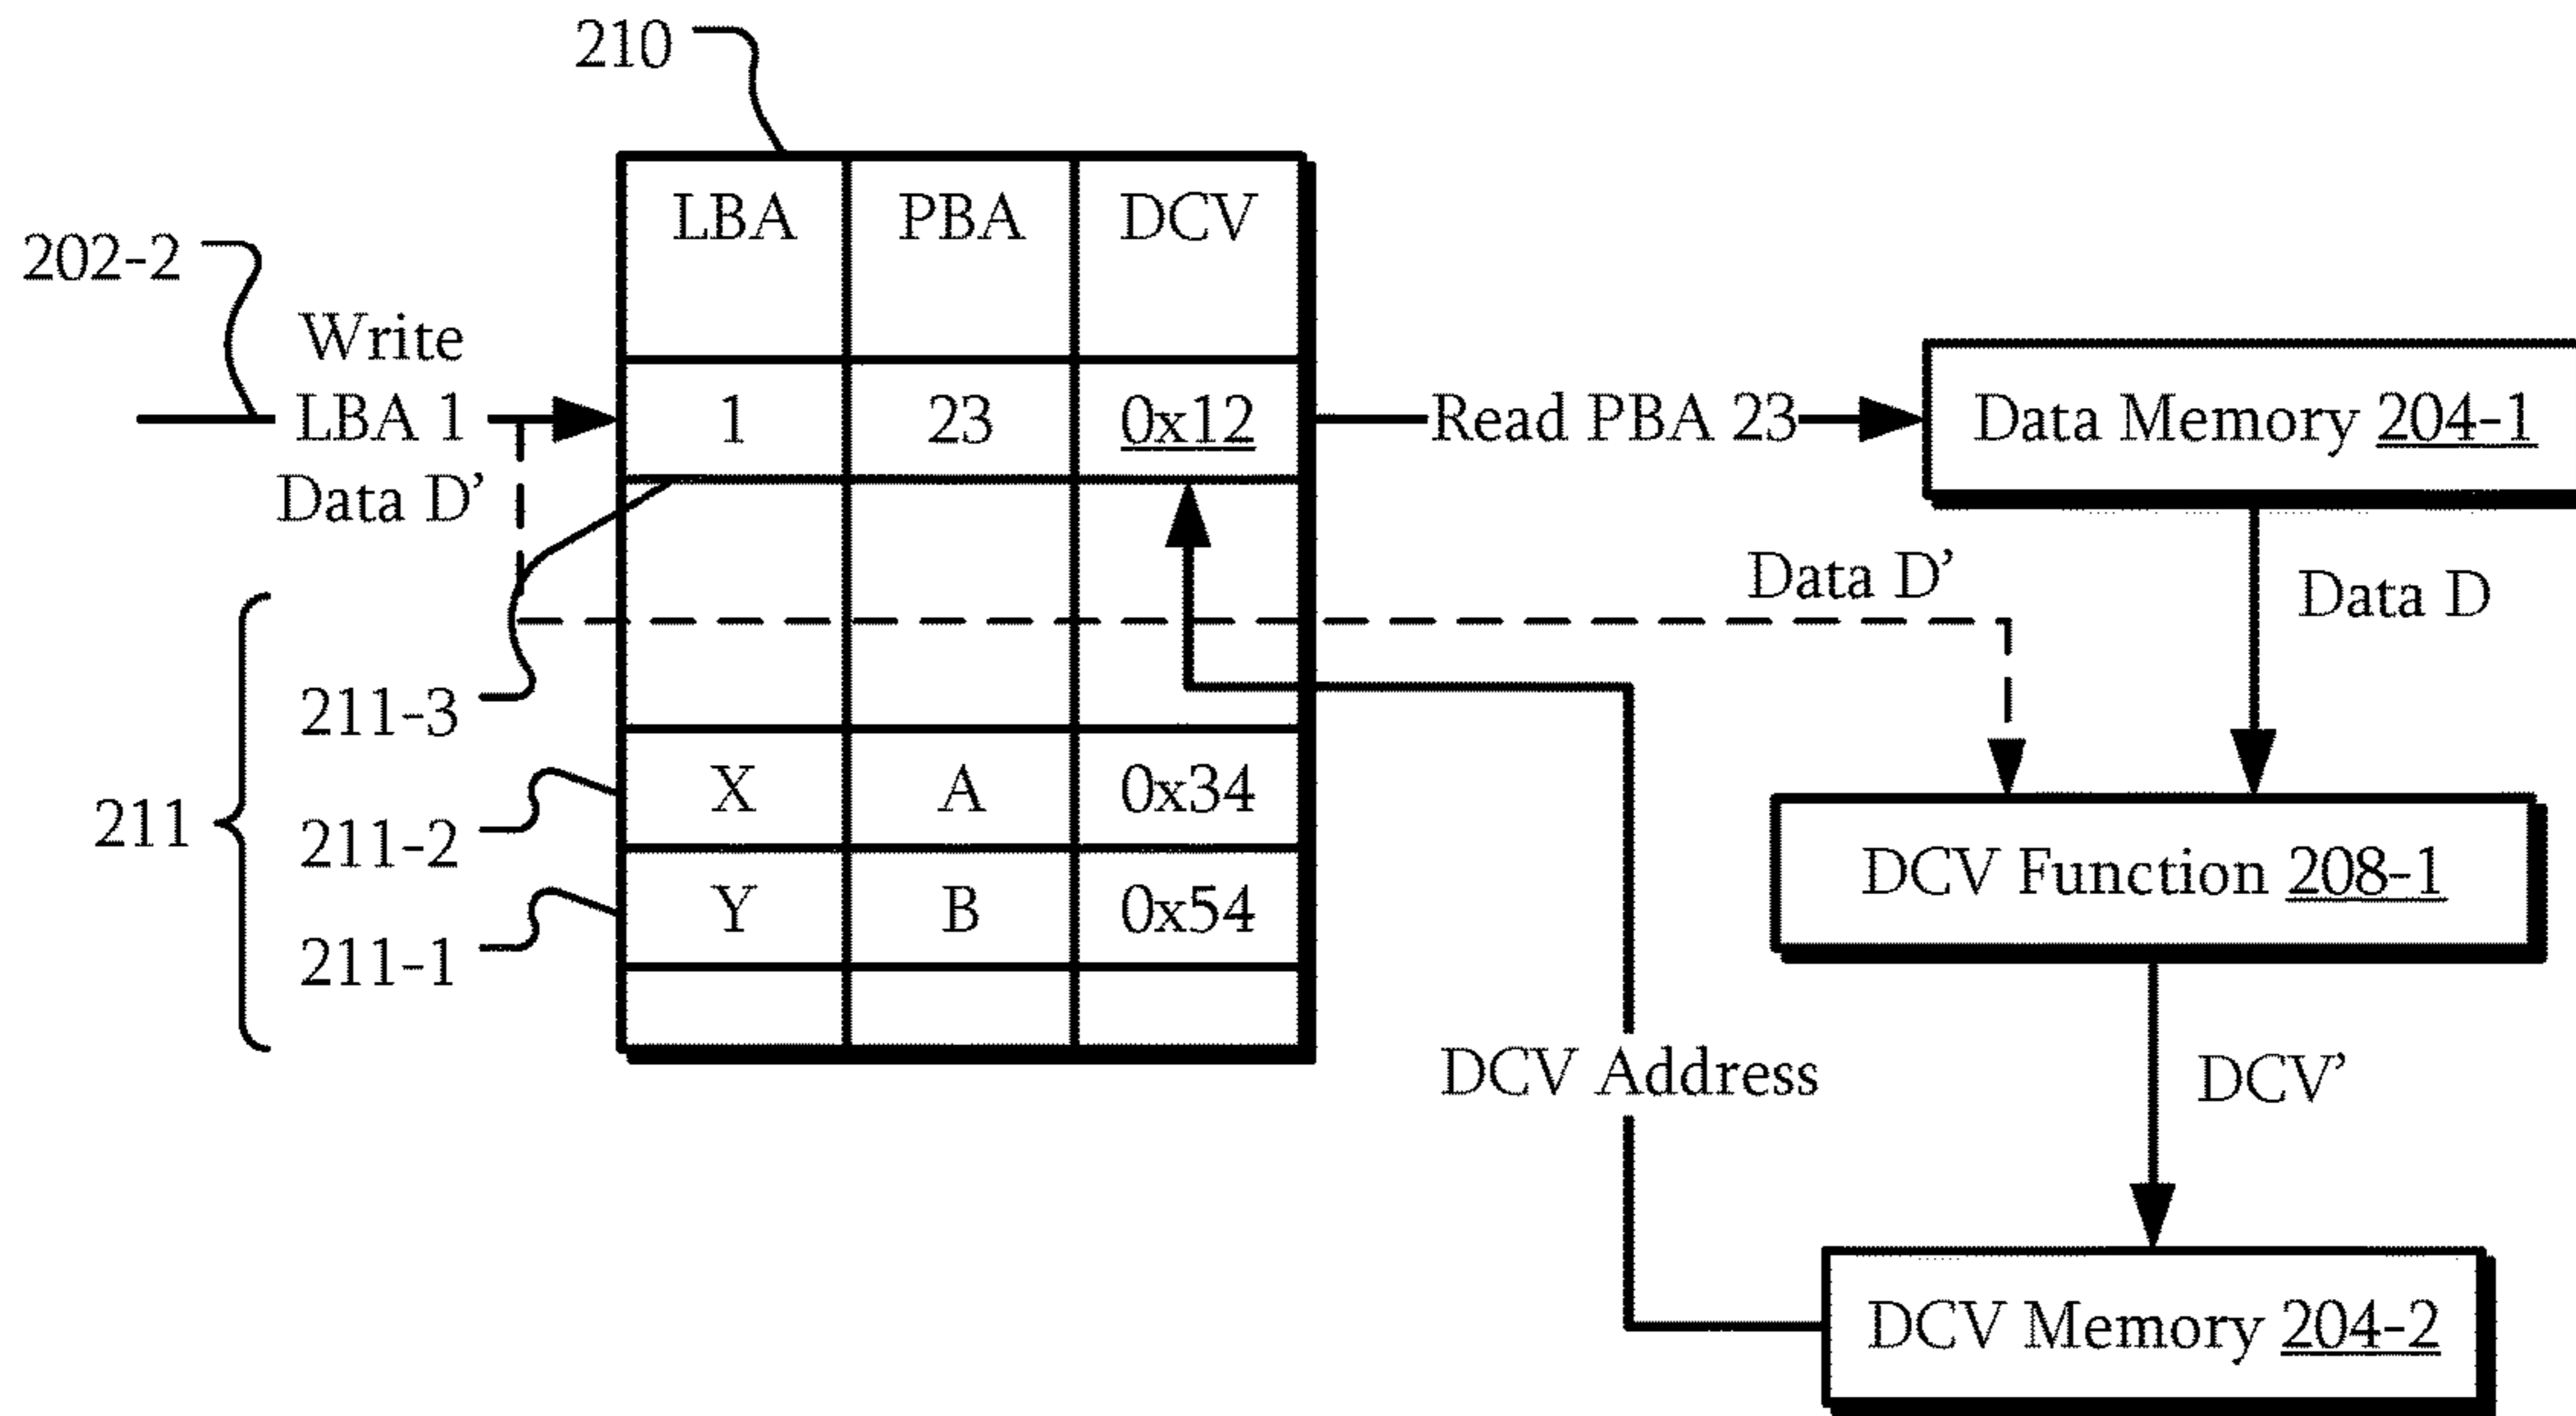 210
202-2
Write
LBA 1
Data D’
LBA PBA DCV
1 23 0x12
X A 0x34
Y B 0x54
211
211-3
211-2
211-1
Read PBA 23
Data Memory 204-1
Data D’
Data D
DCV Function 208-1
DCV Address
DCV’
DCV Memory 204-2